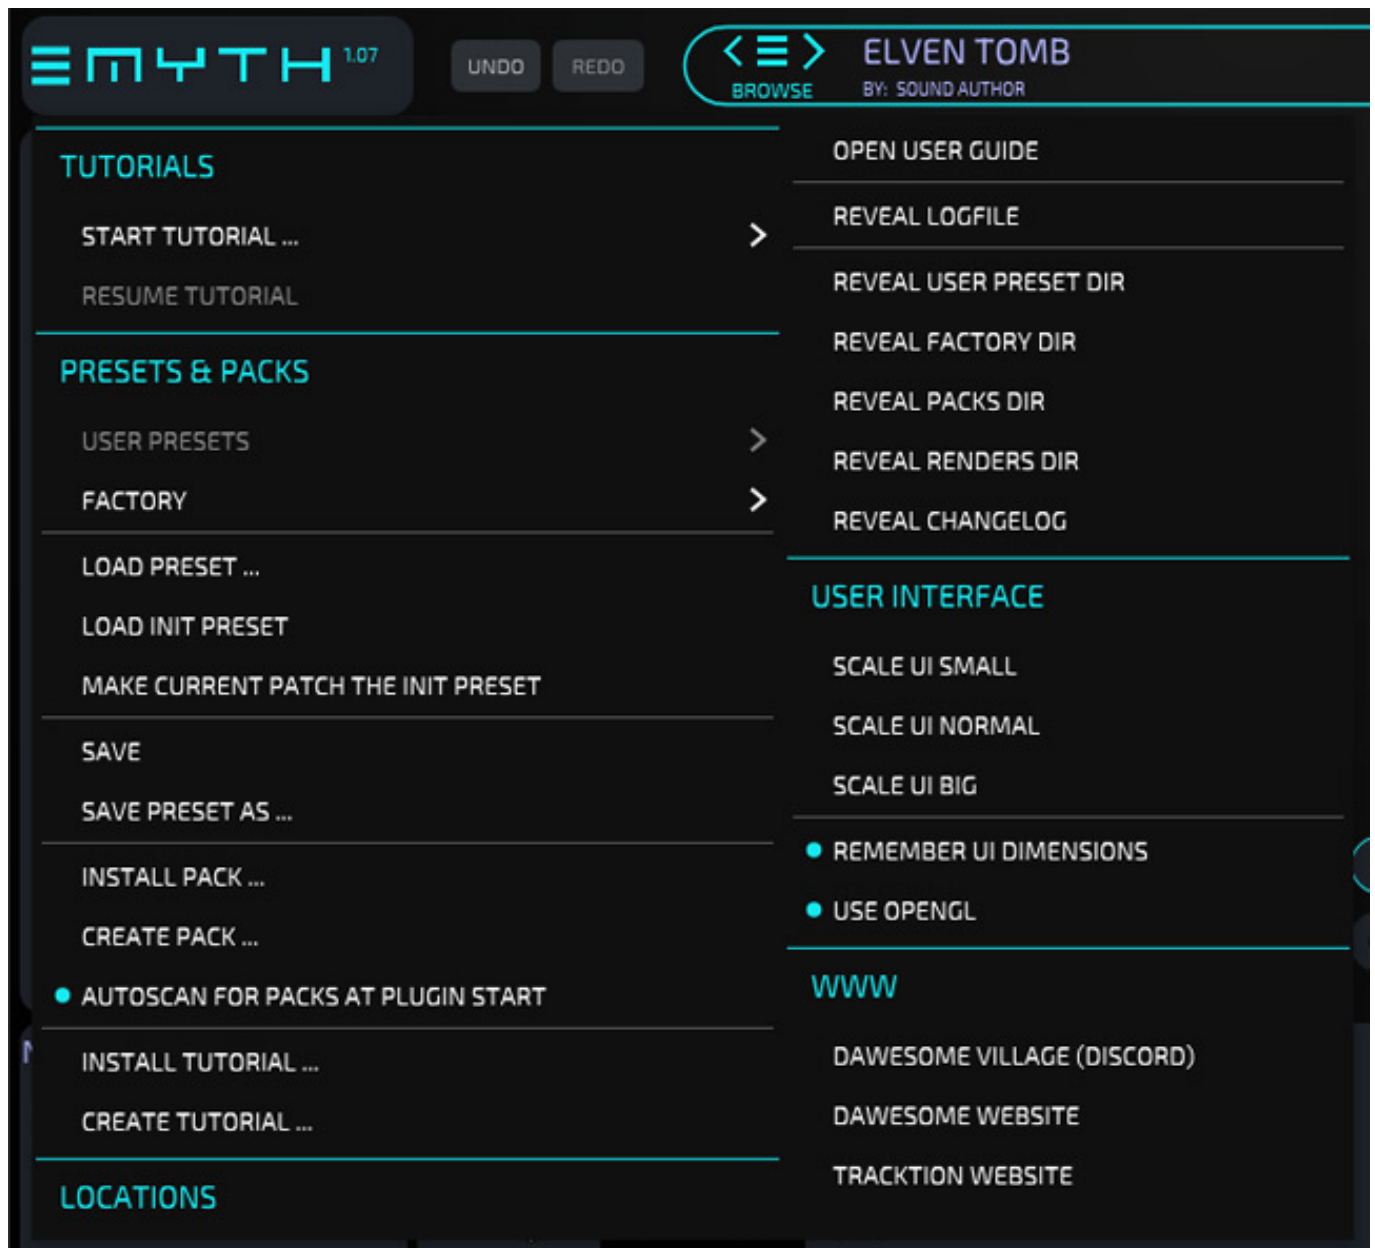 MYTH 1.07
UNDO
REDO
BROWSE
ELVEN TOMB
BY: SOUND AUTHOR
TUTORIALS
START TUTORIAL ...
RESUME TUTORIAL
PRESETS & PACKS
USER PRESETS
FACTORY
LOAD PRESET ...
LOAD INIT PRESET
MAKE CURRENT PATCH THE INIT PRESET
SAVE
SAVE PRESET AS ...
INSTALL PACK ...
CREATE PACK ...
AUTOSCAN FOR PACKS AT PLUGIN START
INSTALL TUTORIAL ...
CREATE TUTORIAL ...
LOCATIONS
OPEN USER GUIDE
REVEAL LOGFILE
REVEAL USER PRESET DIR
REVEAL FACTORY DIR
REVEAL PACKS DIR
REVEAL RENDERS DIR
REVEAL CHANGELOG
USER INTERFACE
SCALE UI SMALL
SCALE UI NORMAL
SCALE UI BIG
REMEMBER UI DIMENSIONS
USE OPENGL
WWW
DAWESOME VILLAGE (DISCORD)
DAWESOME WEBSITE
TRACKTION WEBSITE